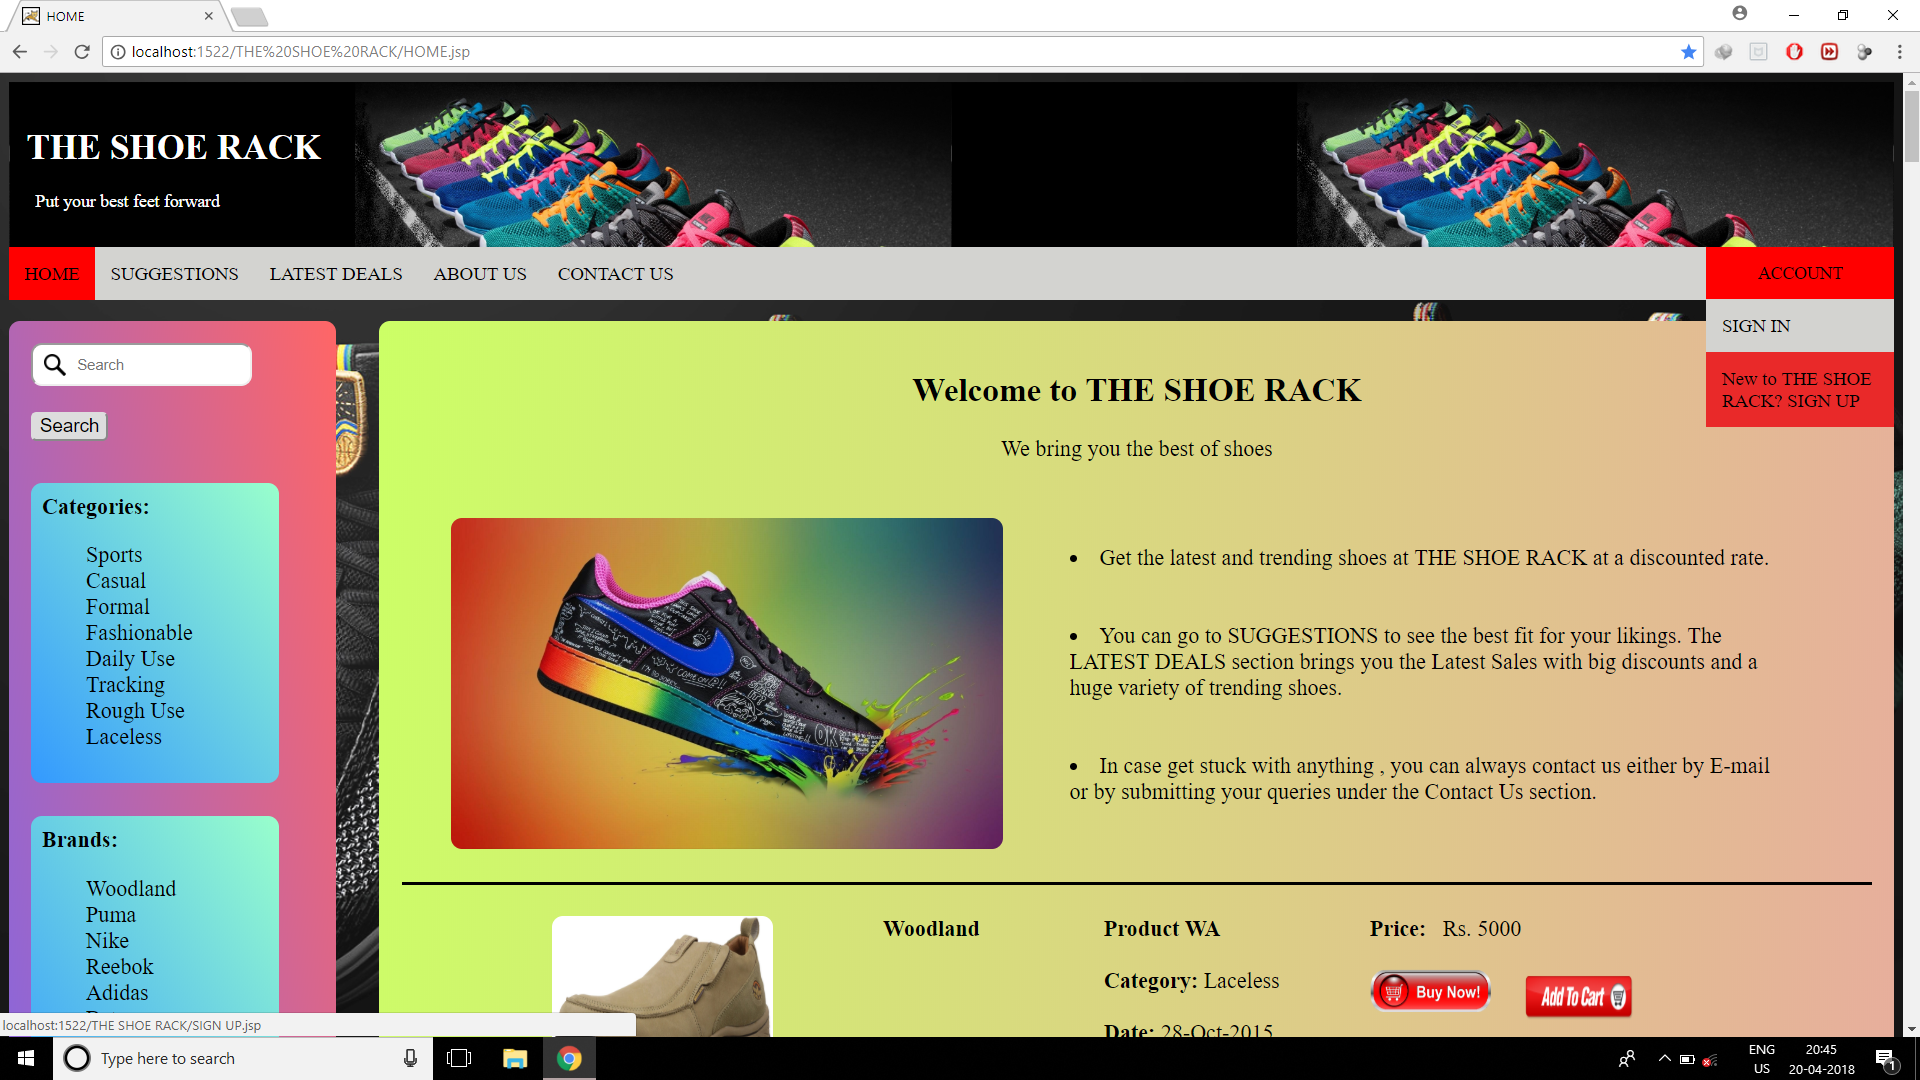 HOME
localhost:1522/THE%20SHOE%20RACK/HOME.jsp
THE SHOE RACK
Put your best feet forward
HOME
SUGGESTIONS
LATEST DEALS
ABOUT US
CONTACT US
ACCOUNT
SIGN IN
New to THE SHOE
RACK? SIGN UP
Search
Search
Categories:
Sports
Casual
Formal
Fashionable
Daily Use
Tracking
Rough Use
Laceless
Brands:
Woodland
Puma
Nike
Reebok
Adidas
Welcome to THE SHOE RACK
We bring you the best of shoes
OK
• Get the latest and trending shoes at THE SHOE RACK at a discounted rate.
• You can go to SUGGESTIONS to see the best fit for your likings. The
LATEST DEALS section brings you the Latest Sales with big discounts and a
huge variety of trending shoes.
• In case get stuck with anything , you can always contact us either by E-mail
or by submitting your queries under the Contact Us section.
Woodland
Product WA
Category: Laceless
Date: 28-Oct-2015
Price: Rs. 5000
Buy Now!
Add To Cart
localhost:1522/THE SHOE RACK/SIGN UP.jsp
Type here to search
ENG
US
20:45
20-04-2018
1